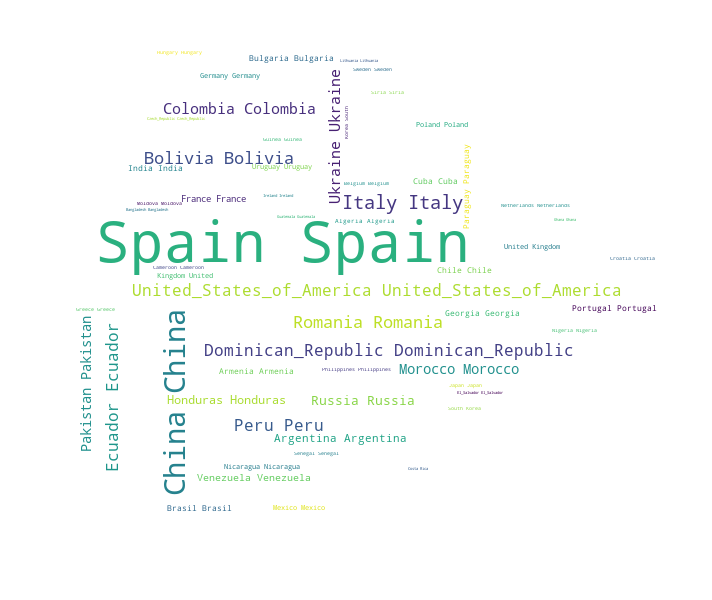 Hungary Hungary
Bulgaria Bulgaria
Lithuania Lithuania
Sweden Sweden
Germany Germany
Siria Siria
Colombia Colombia
Czech_Republic Czech_Republic
Korea South
Poland Poland
Ukraine Ukraine
Guinea Guinea
Bolivia Bolivia
India India
Uruguay Uruguay
Belgium Belgium
Cuba Cuba
Paraguay Paraguay
Ireland Ireland
France France
Moldova Moldova
Italy Italy
Netherlands Netherlands
Bangladesh Bangladesh
Guatemala Guatemala
Algeria Algeria
Ghana Ghana
Spain Spain
United Kingdom
Croatia Croatia
Cameroon Cameroon
Chile Chile
Kingdom United
United_States_of_America United_States_of_America
Greece Greece
Portugal Portugal
Georgia Georgia
Romania Romania
Nigeria Nigeria
Dominican_Republic Dominican_Republic
Pakistan Pakistan
Ecuador Ecuador
China China
Armenia Armenia
Philippines Philippines
Morocco Morocco
Japan Japan
El_Salvador El_Salvador
Honduras Honduras
Russia Russia
South Korea
Peru Peru
Argentina Argentina
Senegal Senegal
Nicaragua Nicaragua
Costa Rica
Venezuela Venezuela
Brasil Brasil
Mexico Mexico